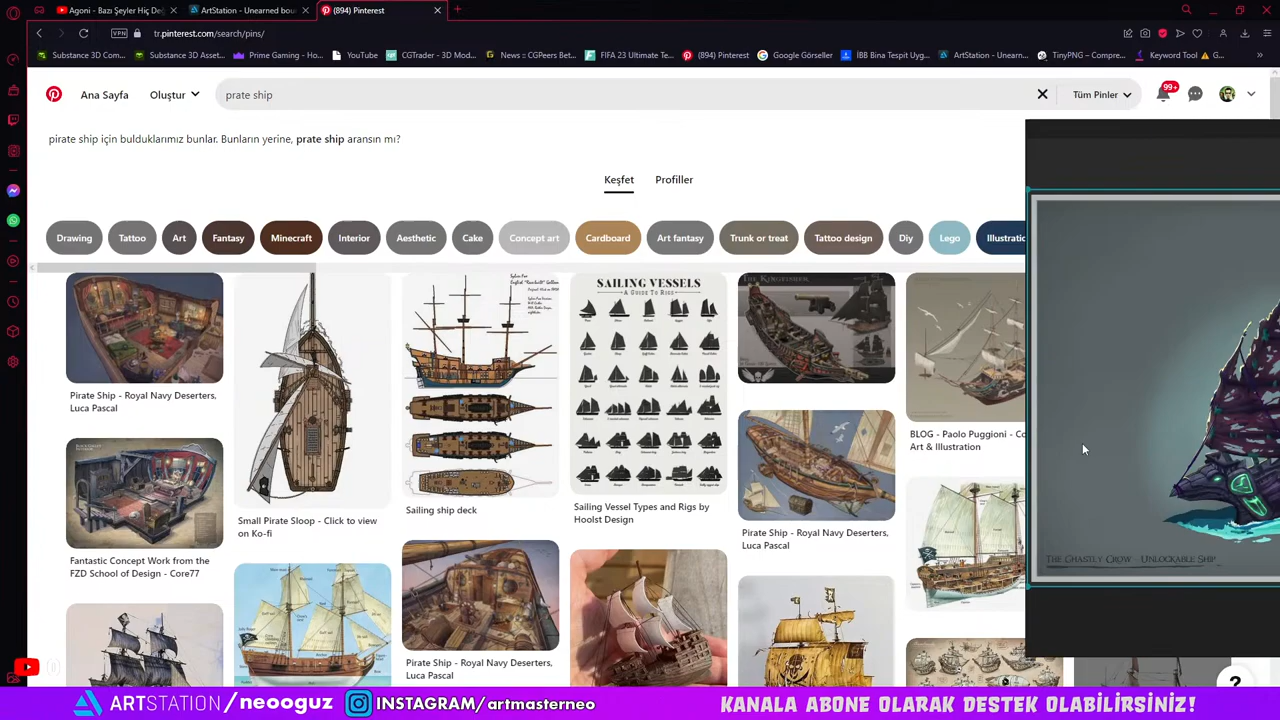 Agoni - Bazı Şeyler Hiç De
ArtStation - Unearned bou
(894) Pinterest
VPN
tr.pinterest.com/search/pins/
Substance 3D Com...
Substance 3D Asset...
Prime Gaming - Ho...
YouTube
CGTrader - 3D Mod...
News :: CGPeers Bet...
FIFA 23 Ultimate Te...
(894) Pinterest
Google Görseller
İBB Bina Tespit Uyg...
ArtStation - Unearn...
TinyPNG – Compre...
Keyword Tool
Ana Sayfa
Oluştur
prate ship
Tüm Pinler
99+
pirate ship için bulduklarımız bunlar. Bunların yerine, prate ship aransın mı?
Keşfet
Profiller
Drawing
Tattoo
Art
Fantasy
Minecraft
Interior
Aesthetic
Cake
Concept art
Cardboard
Art fantasy
Trunk or treat
Tattoo design
Diy
Lego
Illustratic
SAILING VESSELS
A GUIDE TO RIGS
Pirate Ship - Royal Navy Deserters,
Luca Pascal
Fantastic Concept Work from the
FZD School of Design - Core77
Small Pirate Sloop - Click to view
on Ko-fi
Sailing ship deck
Pirate Ship - Royal Navy Deserters,
Luca Pascal
Sailing Vessel Types and Rigs by
Hoolst Design
Pirate Ship - Royal Navy Deserters,
Luca Pascal
BLOG - Paolo Puggioni - Co
Art & Illustration
THE GHASTLY CROW - UNLOCKABLE SHIP
?
ARTSTATION/neooguz
INSTAGRAM/artmasterneo
KANALA ABONE OLARAK DESTEK OLABİLİRSİNİZ!